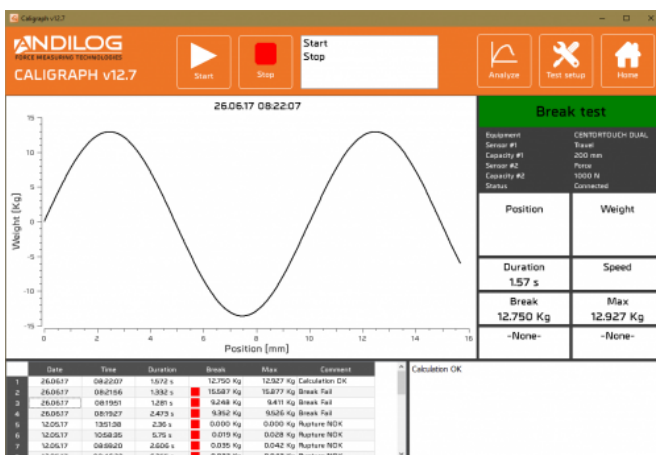 Caligraph v12.7
ANDILOG
FORCE MEASURING TECHNOLOGIES
CALIGRAPH v12.7
Start
Stop
Start
Stop
Analyze
Test setup
Home
26.06.17 08:22:07
Weight [Kg]
15
10
5
0
-5
-10
-15
0
2
4
6
8
10
12
14
16
Position [mm]
Break test
Equipment CENTORTOUCH DUAL
Sensor #1 Travel
Capacity #1 200 mm
Sensor #2 Force
Capacity #2 1000 N
Status Connected
Position Weight
Duration Speed
1.57 s
Break Max
12.750 Kg 12.927 Kg
-None- -None-
Date Time Duration Break Max Comment
1 26.06.17 08:22:07 1.572 s 12.750 Kg 12.927 Kg Calculation OK
2 26.06.17 08:21:56 1.332 s 15.587 Kg 15.877 Kg Break Fail
3 26.06.17 08:19:51 1.281 s 9.248 Kg 9.411 Kg Break Fail
4 26.06.17 08:19:27 2.473 s 9.352 Kg 9.526 Kg Break Fail
5 12.05.17 13:51:38 2.36 s 0.000 Kg 0.000 Kg Rupture NOK
6 12.05.17 10:58:35 5.75 s 0.019 Kg 0.028 Kg Rupture NOK
7 12.05.17 08:59:20 2.606 s 0.035 Kg 0.042 Kg Rupture NOK
Calculation OK